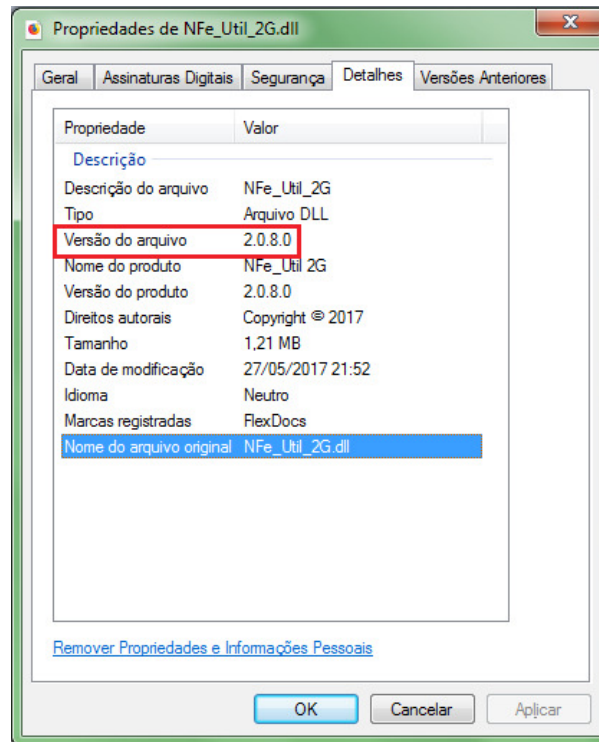 Propriedades de NFe_Util_2G.dll
Geral Assinaturas Digitais Segurança Detalhes Versões Anteriores
Propriedade Valor
Descrição
Descrição do arquivo NFe_Util_2G
Tipo Arquivo DLL
Versão do arquivo 2.0.8.0
Nome do produto NFe_Util 2G
Versão do produto 2.0.8.0
Direitos autorais Copyright © 2017
Tamanho 1,21 MB
Data de modificação 27/05/2017 21:52
Idioma Neutro
Marcas registradas FlexDocs
Nome do arquivo original NFe_Util_2G.dll
Remover Propriedades e Informações Pessoais
OK Cancelar Aplicar